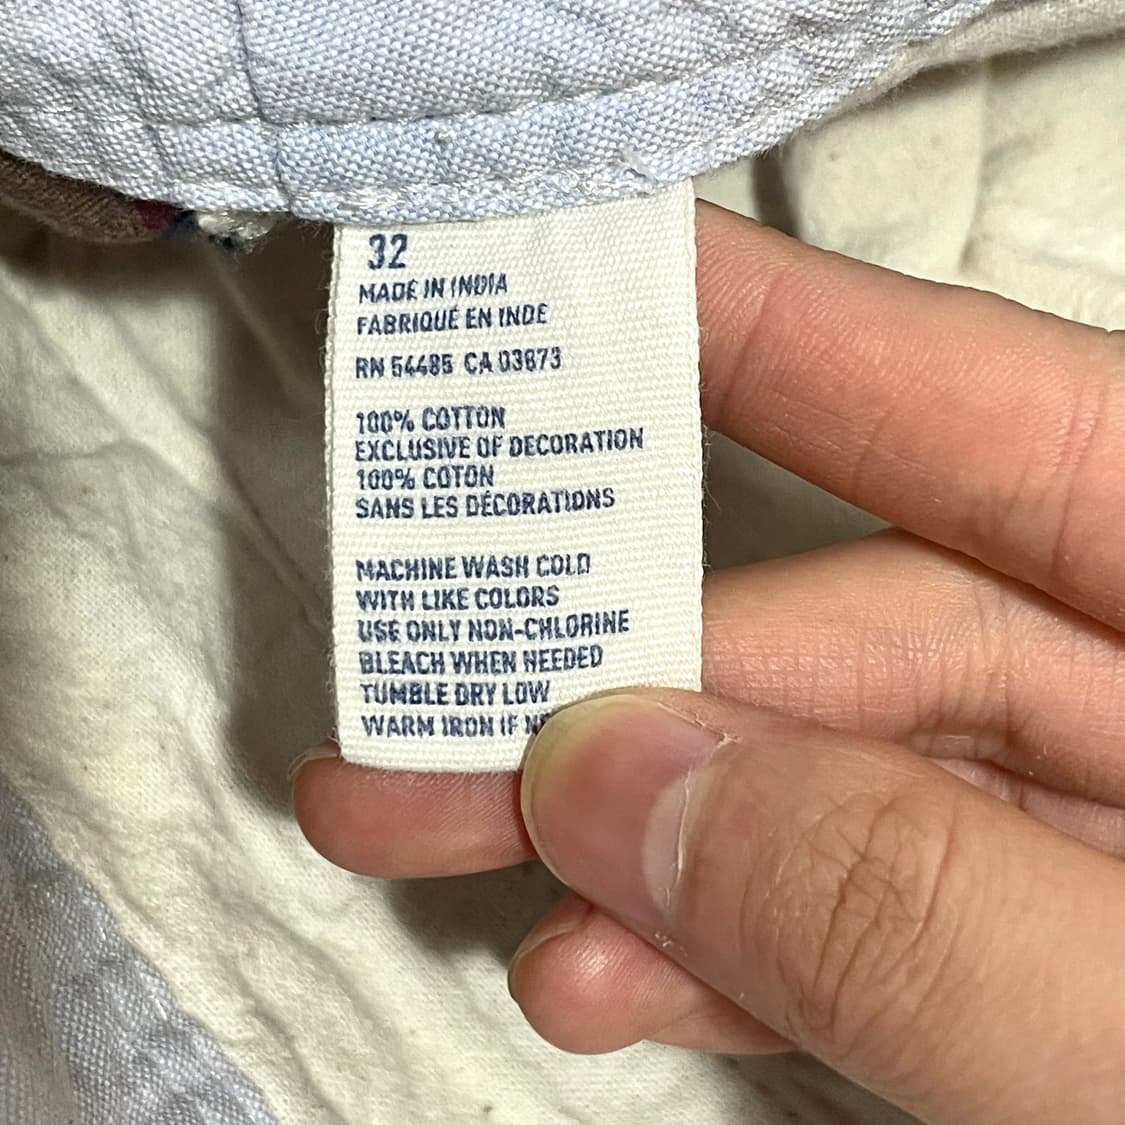 32
MADE IN INDIA
FABRIQUÉ EN INDE
RN 54485 CA 03873
100% COTTON
EXCLUSIVE OF DECORATION
100% COTON
SANS LES DÉCORATIONS
MACHINE WASH COLD
WITH LIKE COLORS
USE ONLY NON-CHLORINE
BLEACH WHEN NEEDED
TUMBLE DRY LOW
WARM IRON IF